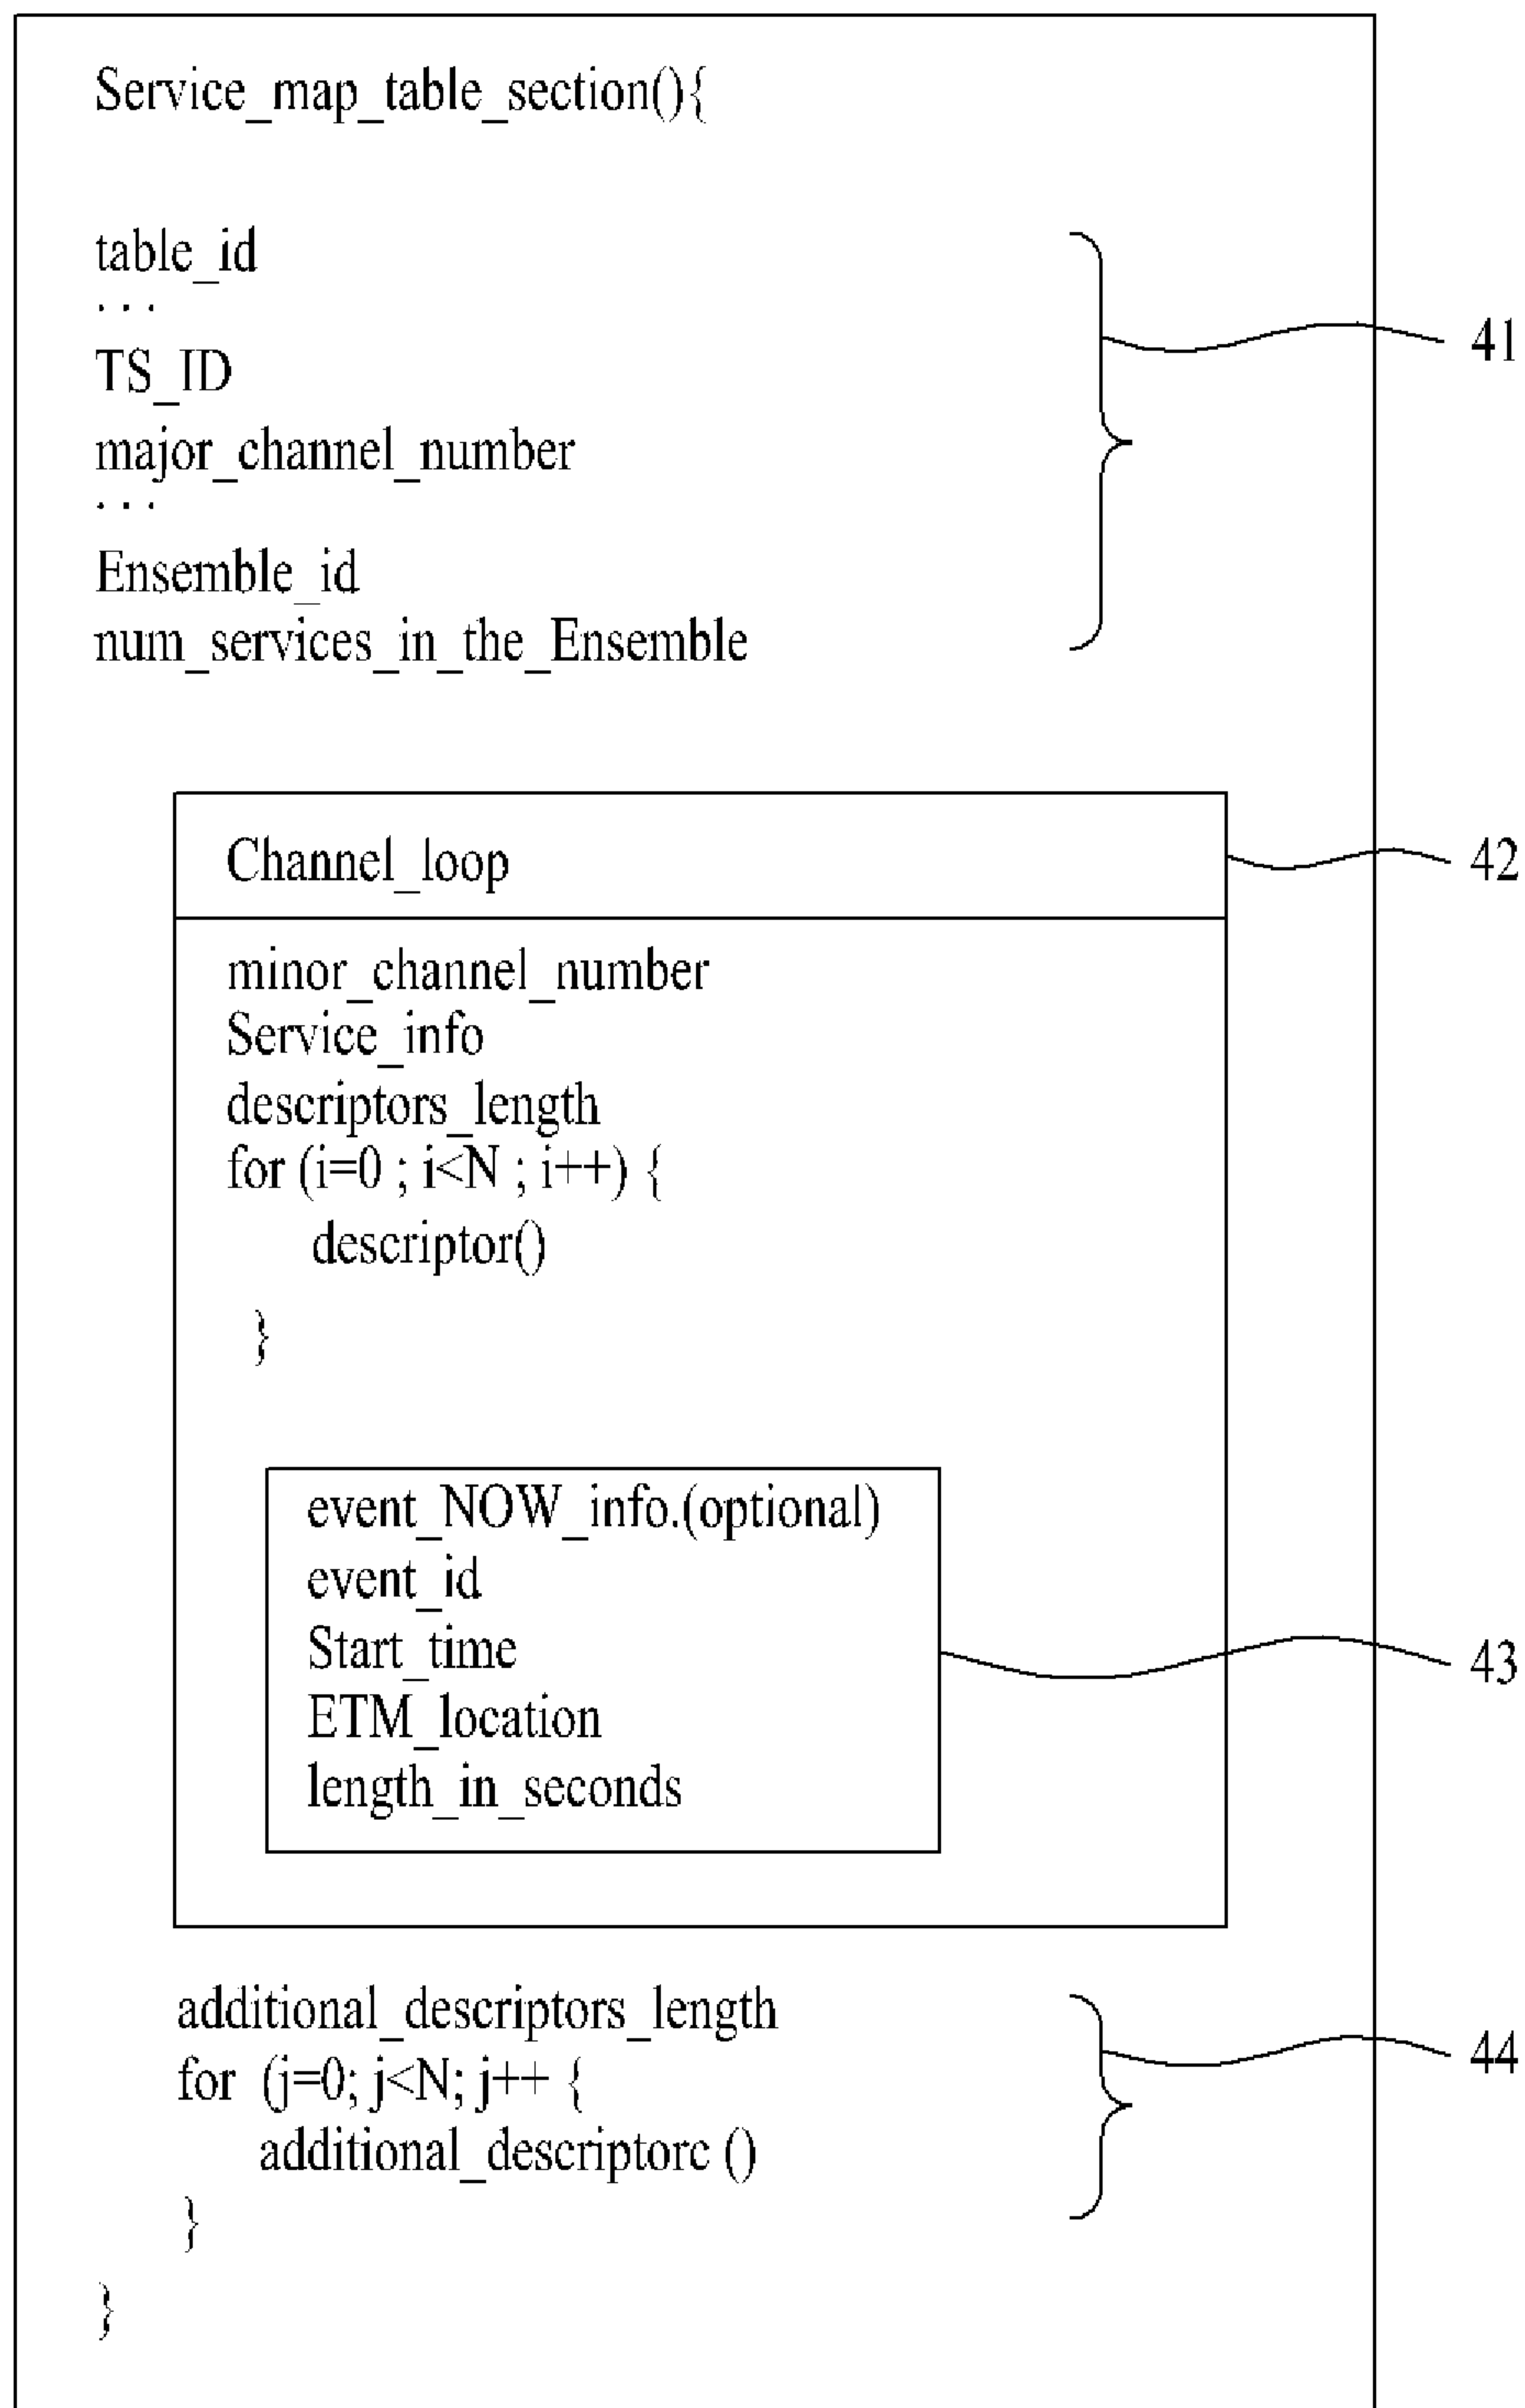 Service_map_table_section(){
table_id
. . .
TS_ID
major_channel_number
. . .
Ensemble_id
num_services_in_the_Ensemble
41
Channel_loop
42
minor_channel_number
Service_info
descriptors_length
for (i=0 ; i<N ; i++) {
descriptor()
}
event_NOW_info.(optional)
event_id
Start_time
ETM_location
length_in_seconds
43
additional_descriptors_length
for (j=0; j<N; j++ {
additional_descriptorc ()
}
44
}